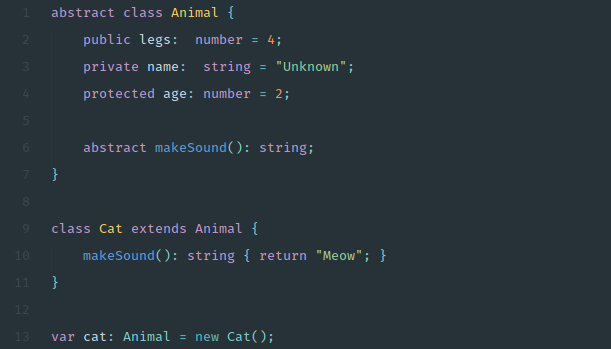 1 abstract class Animal {
2 public legs:  number = 4;
3 private name:  string = "Unknown";
4 protected age: number = 2;
5
6 abstract makeSound(): string;
7 }
8
9 class Cat extends Animal {
10 makeSound(): string { return "Meow"; }
11 }
12
13 var cat: Animal = new Cat();